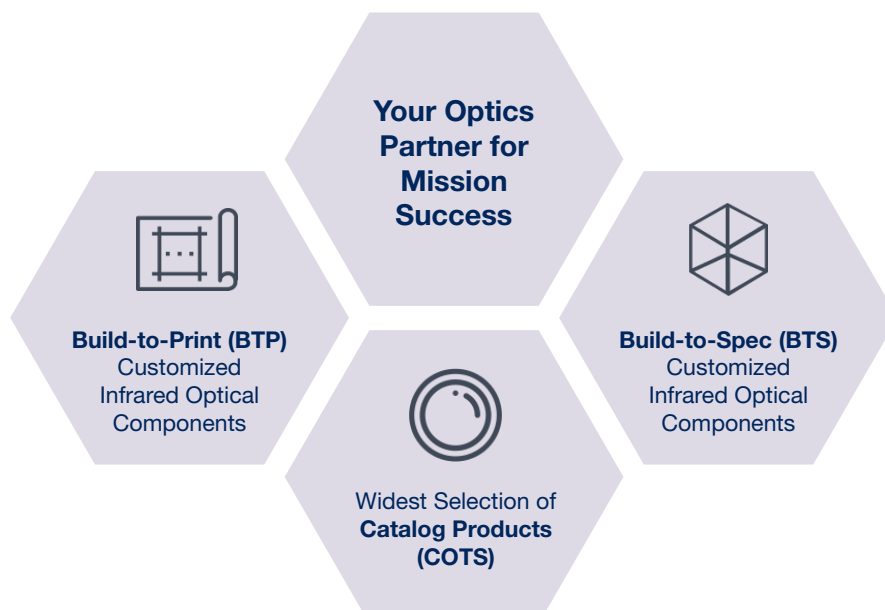 Your Optics
Partner for
Mission
Success
Build-to-Print (BTP)
Customized
Infrared Optical
Components
Build-to-Spec (BTS)
Customized
Infrared Optical
Components
Widest Selection of
Catalog Products
(COTS)